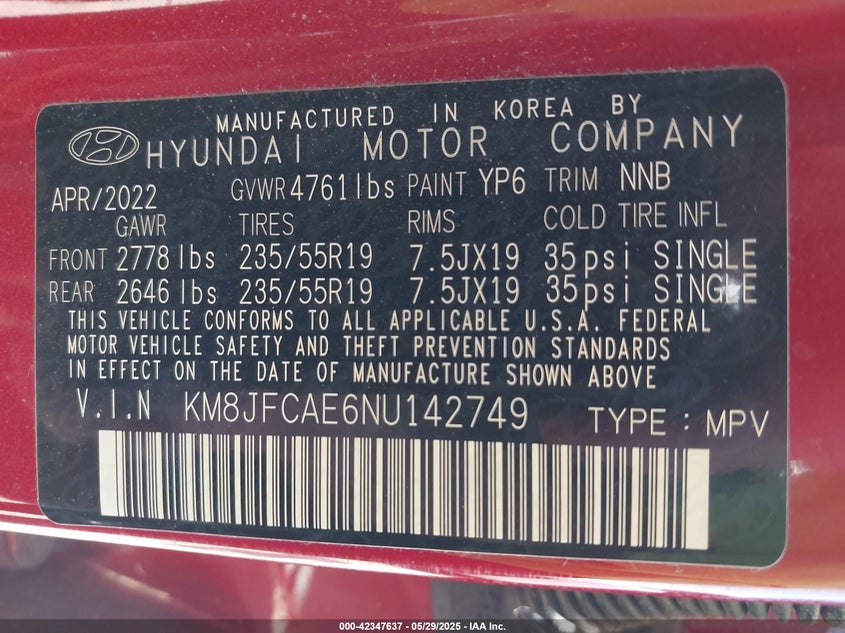 MANUFACTURED IN KOREA BY
HYUNDAI MOTOR COMPANY
APR/2022 GVWR 4761 lbs PAINT YP6 TRIM NNB
GAWR TIRES RIMS COLD TIRE INFL
FRONT 2778 lbs 235/55R19 7.5JX19 35psi SINGLE
REAR 2646 lbs 235/55R19 7.5JX19 35psi SINGLE
THIS VEHICLE CONFORMS TO ALL APPLICABLE U.S.A. FEDERAL
MOTOR VEHICLE SAFETY AND THEFT PREVENTION STANDARDS
IN EFFECT ON THE DATE OF MANUFACTURE SHOWN ABOVE
V.I.N KM8JFCAE6NU142749 TYPE : MPV
000-42347637 - 05/29/2025 - IAA Inc.